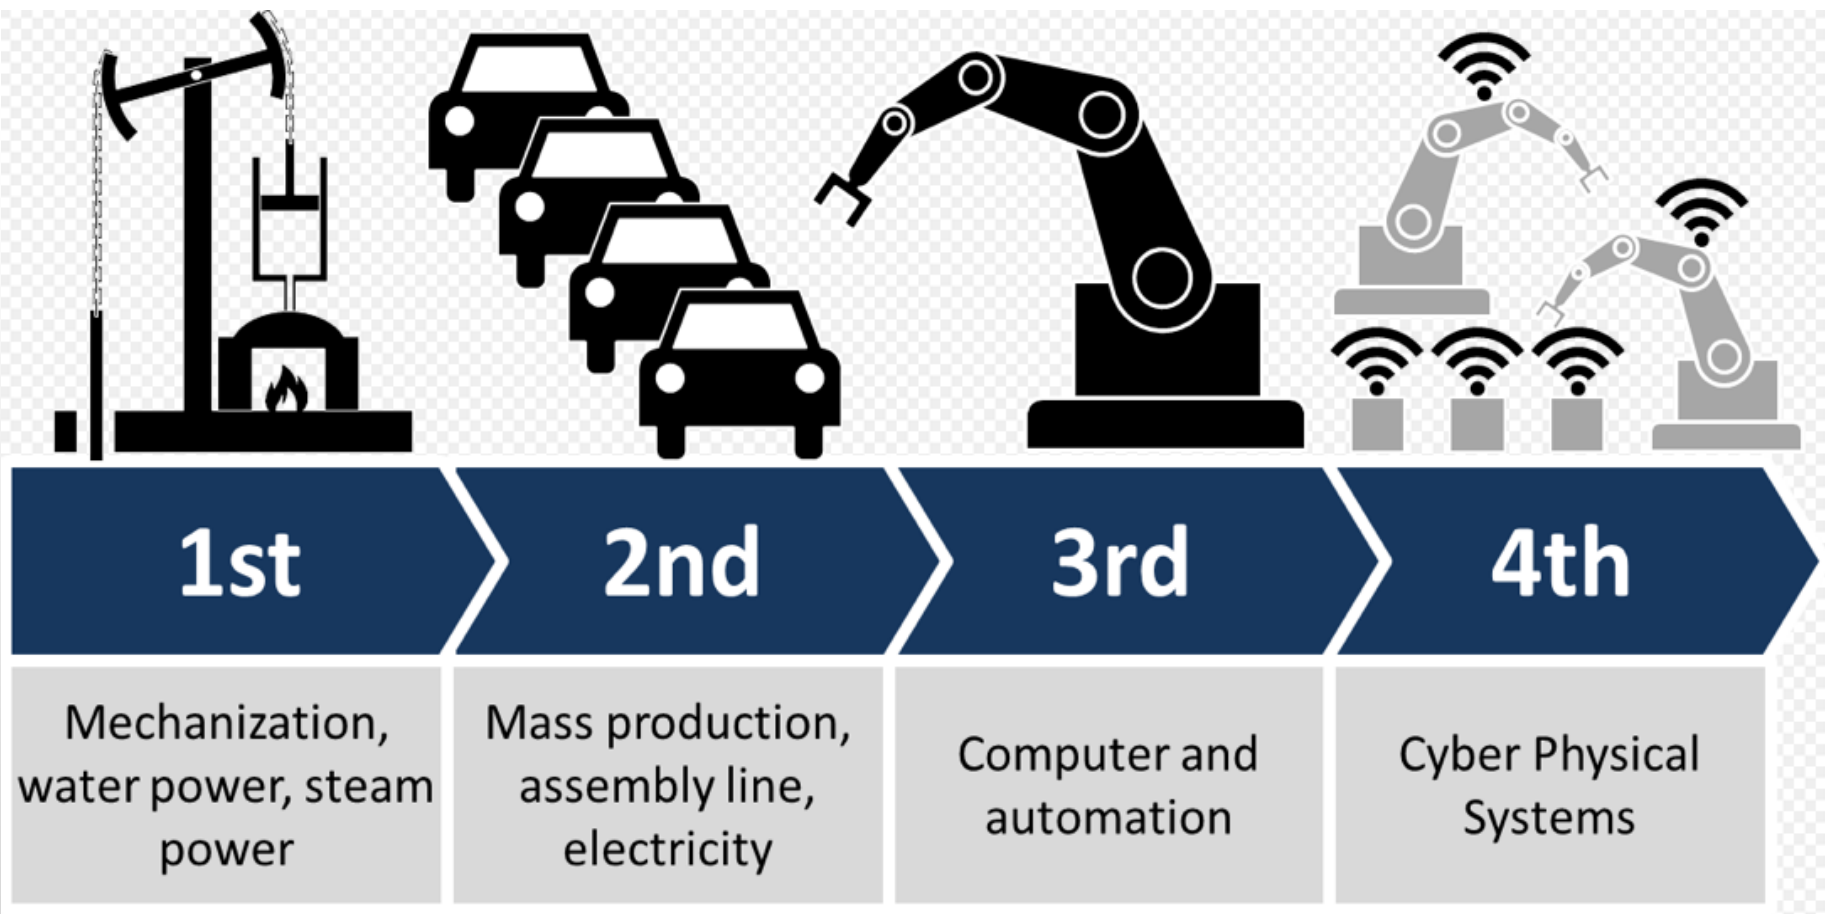 1st
2nd
3rd
4th
Mechanization,
water power, steam
power
Mass production,
assembly line,
electricity
Computer and
automation
Cyber Physical
Systems